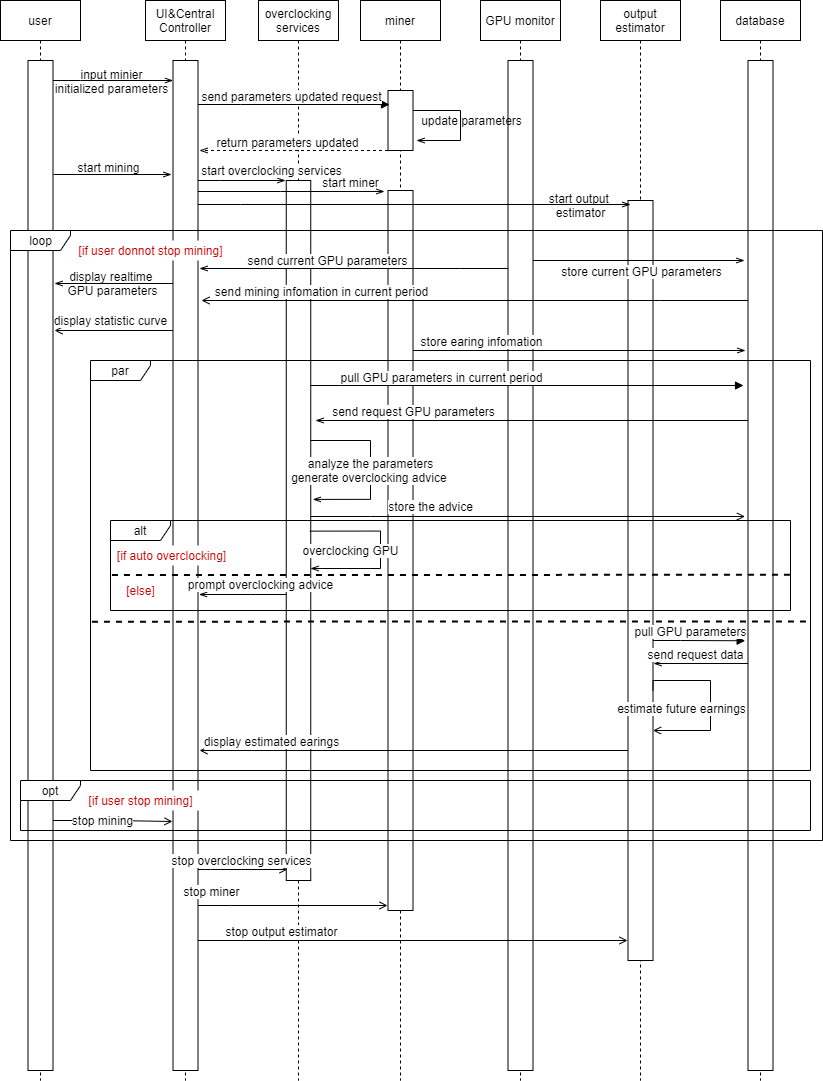 user
UI&Central
Controller
overclocking
services
miner
GPU monitor
output
estimator
database
input minier
initialized parameters
send parameters updated request
update parameters
return parameters updated
start mining
start overclocking services
start miner
start output
estimator
loop
[if user donnot stop mining]
send current GPU parameters
store current GPU parameters
display realtime
GPU parameters
send mining infomation in current period
display statistic curve
store earing infomation
par
pull GPU parameters in current period
send request GPU parameters
analyze the parameters
generate overclocking advice
store the advice
alt
overclocking GPU
[if auto overclocking]
[else]
prompt overclocking advice
pull GPU parameters
send request data
estimate future earnings
display estimated earings
opt
[if user stop mining]
stop mining
stop overclocking services
stop miner
stop output estimator